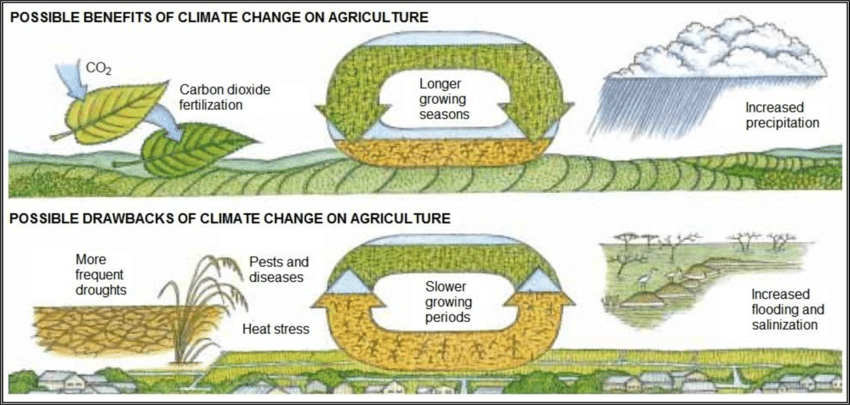 POSSIBLE BENEFITS OF CLIMATE CHANGE ON AGRICULTURE
CO2
Carbon dioxide
fertilization
Longer
growing
seasons
Increased
precipitation
POSSIBLE DRAWBACKS OF CLIMATE CHANGE ON AGRICULTURE
More
frequent
droughts
Pests and
diseases
Heat stress
Slower
growing
periods
Increased
flooding and
salinization